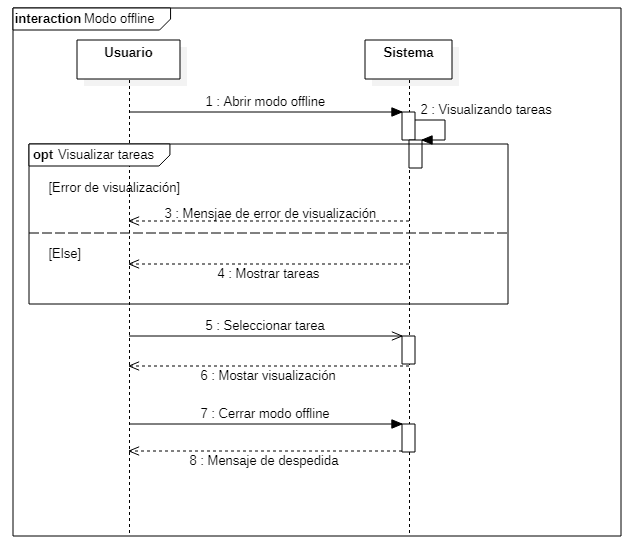 interaction Modo offline
Usuario
Sistema
1 : Abrir modo offline
2 : Visualizando tareas
opt Visualizar tareas
[Error de visualización]
3 : Mensjae de error de visualización
[Else]
4 : Mostrar tareas
5 : Seleccionar tarea
6 : Mostar visualización
7 : Cerrar modo offline
8 : Mensaje de despedida